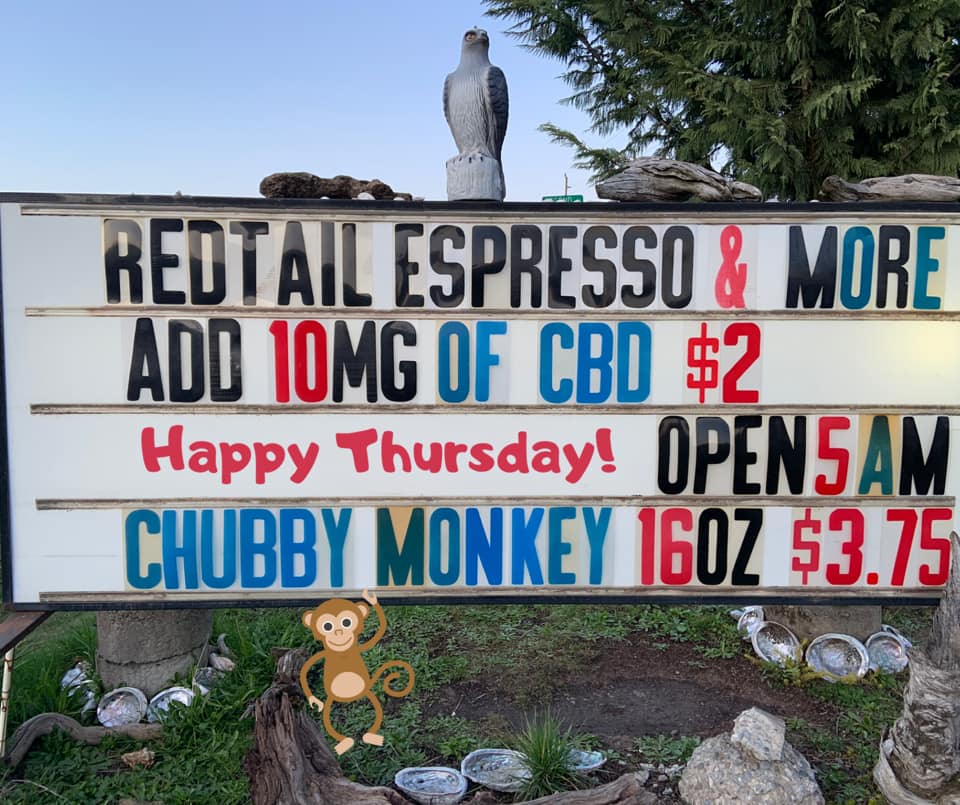 REDTAIL ESPRESSO & MORE
ADD 10MG OF CBD $2
Happy Thursday! OPEN 5AM
CHUBBY MONKEY 16OZ $3.75